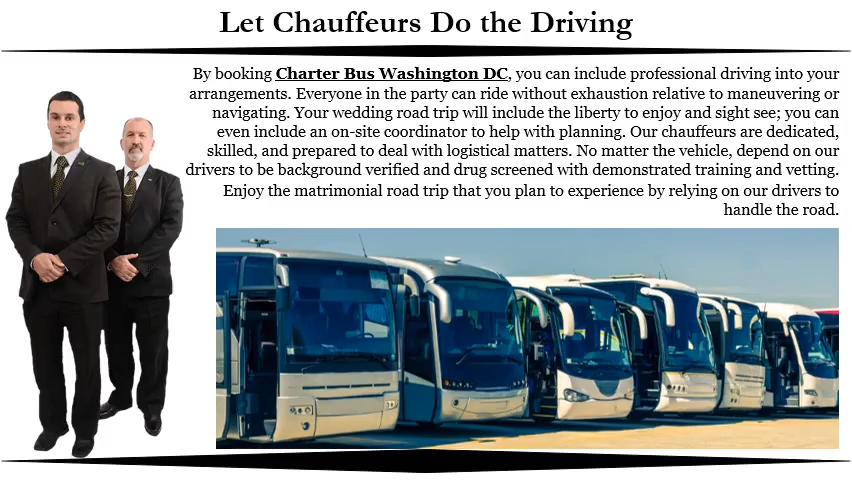 Let Chauffeurs Do the Driving
By booking Charter Bus Washington DC, you can include professional driving into your
arrangements. Everyone in the party can ride without exhaustion relative to maneuvering or
navigating. Your wedding road trip will include the liberty to enjoy and sight see; you can
even include an on-site coordinator to help with planning. Our chauffeurs are dedicated,
skilled, and prepared to deal with logistical matters. No matter the vehicle, depend on our
drivers to be background verified and drug screened with demonstrated training and vetting.
Enjoy the matrimonial road trip that you plan to experience by relying on our drivers to
handle the road.